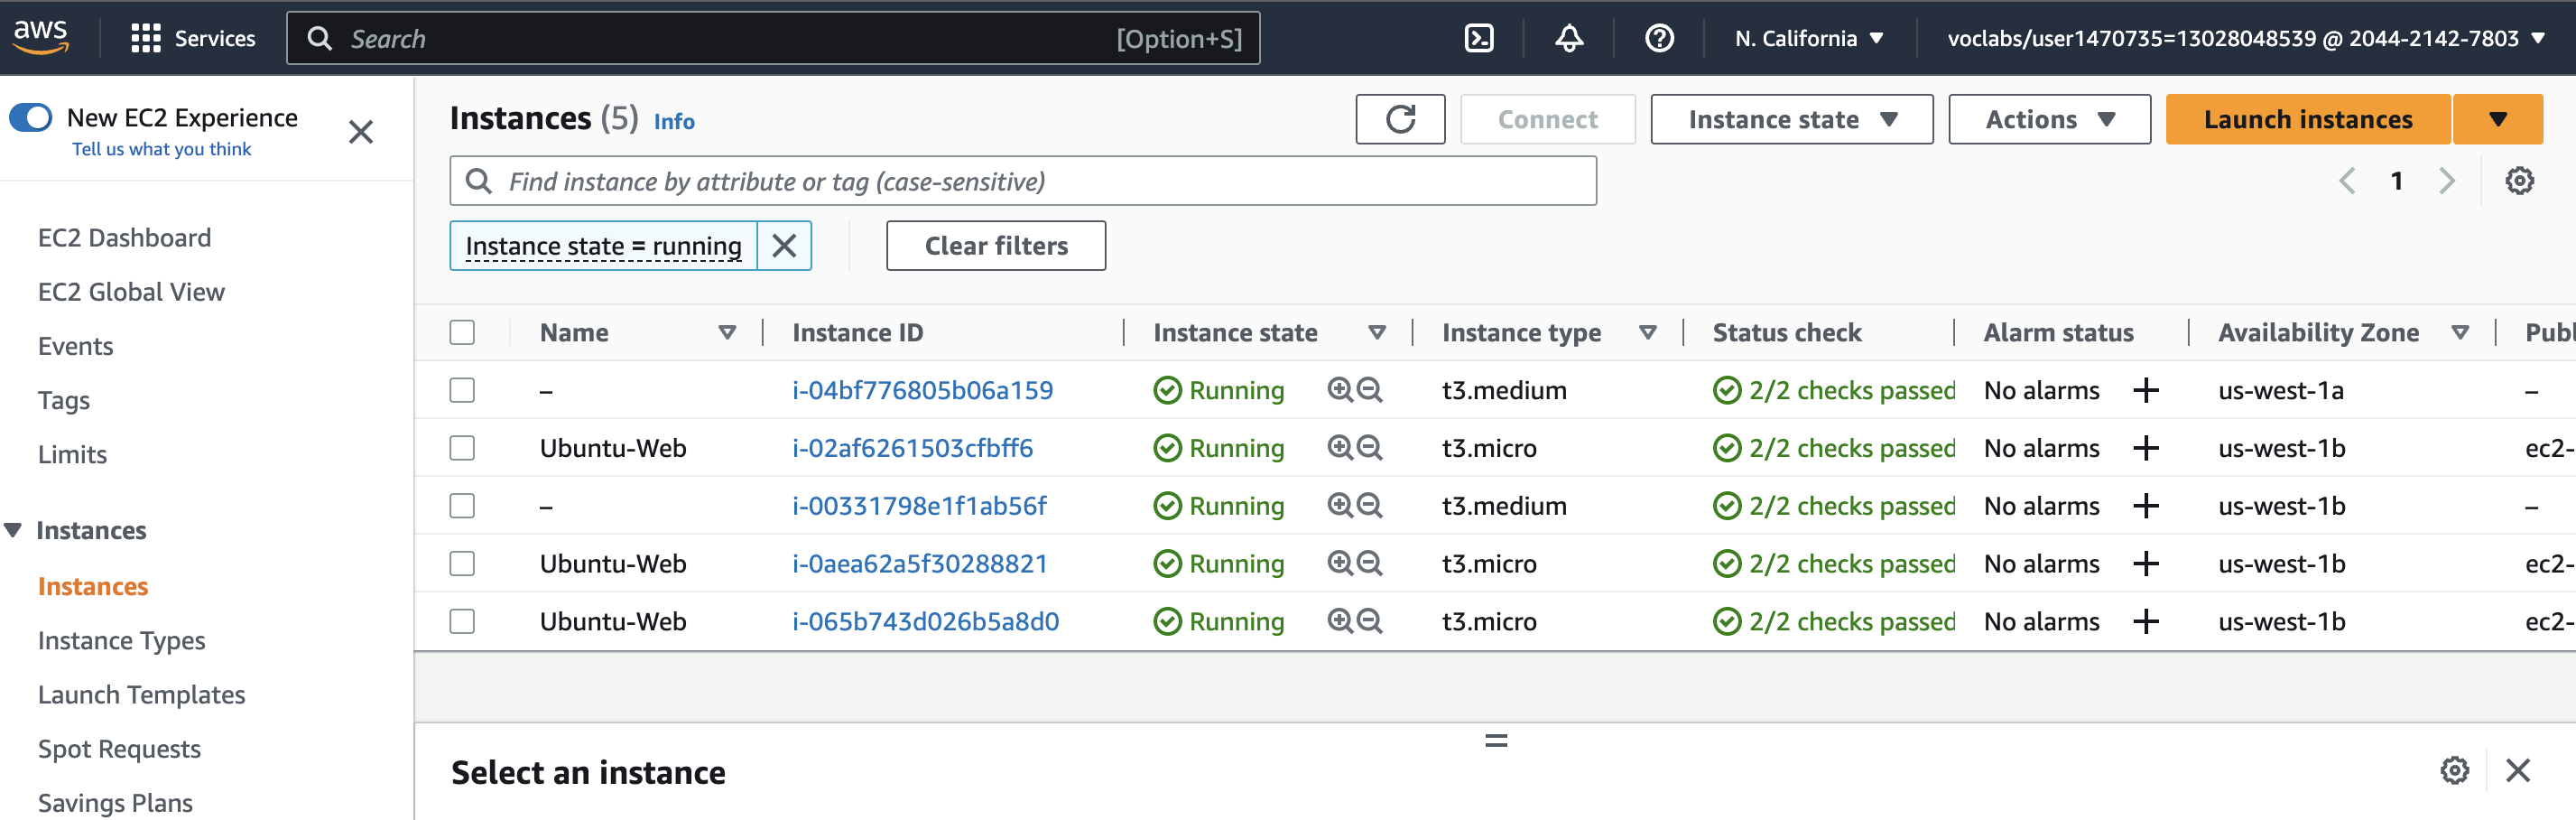 aws
Services
Search [Option+S]
N. California
voclabs/user1470735=13028048539 @ 2044-2142-7803
New EC2 Experience
Tell us what you think
EC2 Dashboard
EC2 Global View
Events
Tags
Limits
Instances
Instances
Instance Types
Launch Templates
Spot Requests
Savings Plans
Instances (5) Info
Connect
Instance state
Actions
Launch instances
Find instance by attribute or tag (case-sensitive)
1
Instance state = running
Clear filters
Name Instance ID Instance state Instance type Status check Alarm status Availability Zone Publ
– i-04bf776805b06a159 Running t3.medium 2/2 checks passed No alarms + us-west-1a –
Ubuntu-Web i-02af6261503cfbff6 Running t3.micro 2/2 checks passed No alarms + us-west-1b ec2-
– i-00331798e1f1ab56f Running t3.medium 2/2 checks passed No alarms + us-west-1b –
Ubuntu-Web i-0aea62a5f30288821 Running t3.micro 2/2 checks passed No alarms + us-west-1b ec2-
Ubuntu-Web i-065b743d026b5a8d0 Running t3.micro 2/2 checks passed No alarms + us-west-1b ec2-
Select an instance